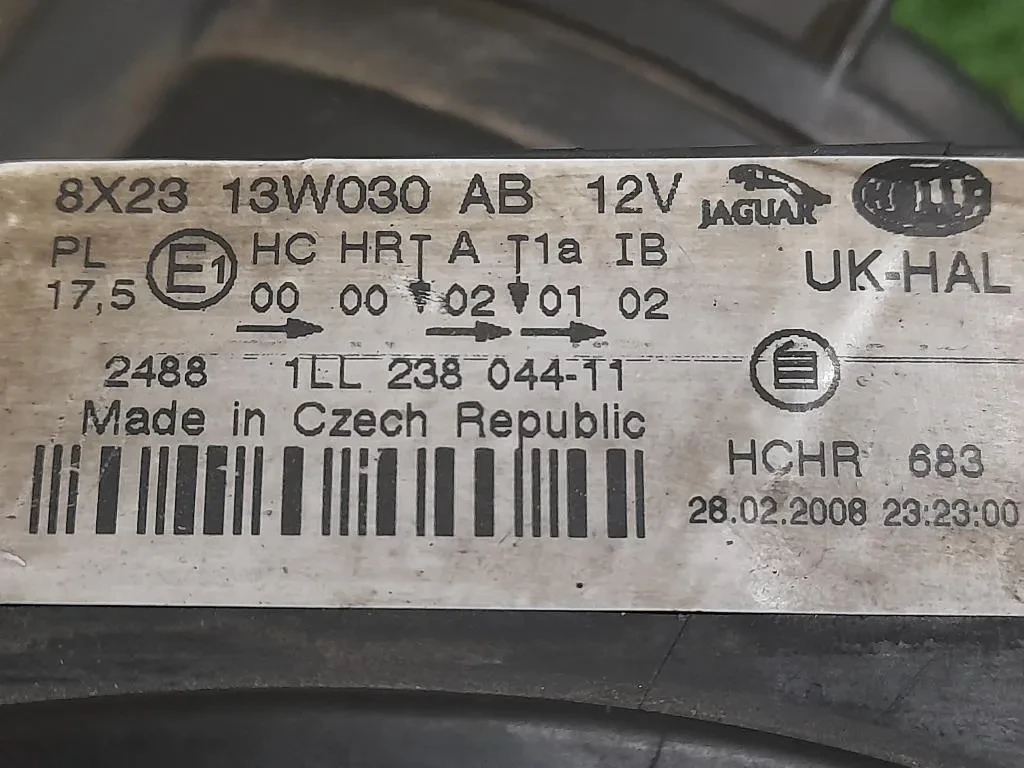 8X23 13W030 AB 12V JAGUAR HELLA
PL E1 HC HR A 1a IB UK-HAL
17,5 00 00 02 01 02
2488 1LL 238 044-11
Made in Czech Republic
HCHR 683
28.02.2008 23:23:00